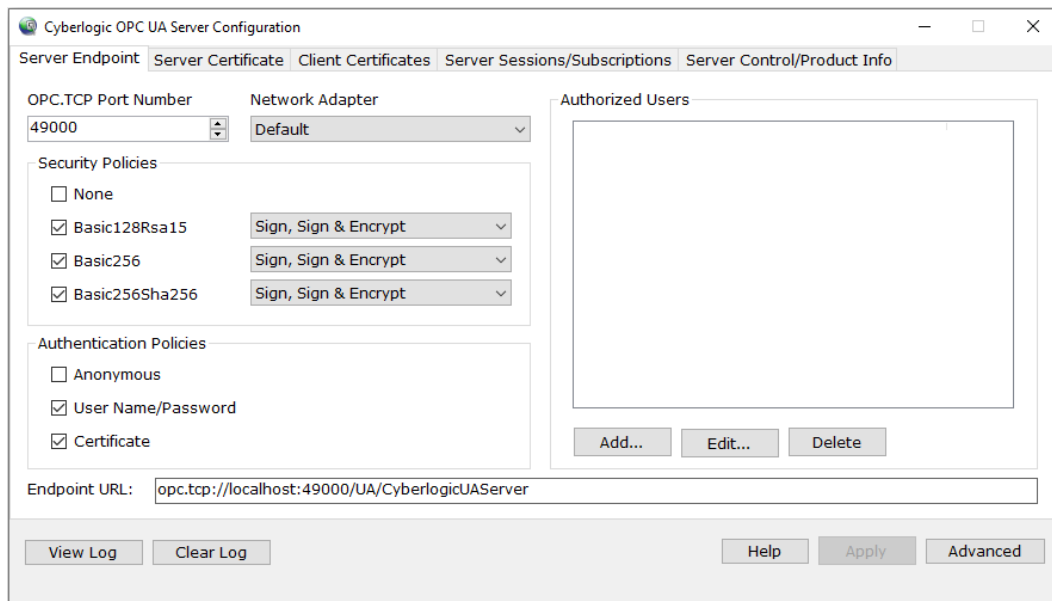 Cyberlogic OPC UA Server Configuration
Server Endpoint Server Certificate Client Certificates Server Sessions/Subscriptions Server Control/Product Info
OPC.TCP Port Number
49000
Network Adapter
Default
Security Policies
None
Basic128Rsa15 Sign, Sign & Encrypt
Basic256 Sign, Sign & Encrypt
Basic256Sha256 Sign, Sign & Encrypt
Authentication Policies
Anonymous
User Name/Password
Certificate
Authorized Users
Add... Edit... Delete
Endpoint URL: opc.tcp://localhost:49000/UA/CyberlogicUAServer
View Log Clear Log Help Apply Advanced